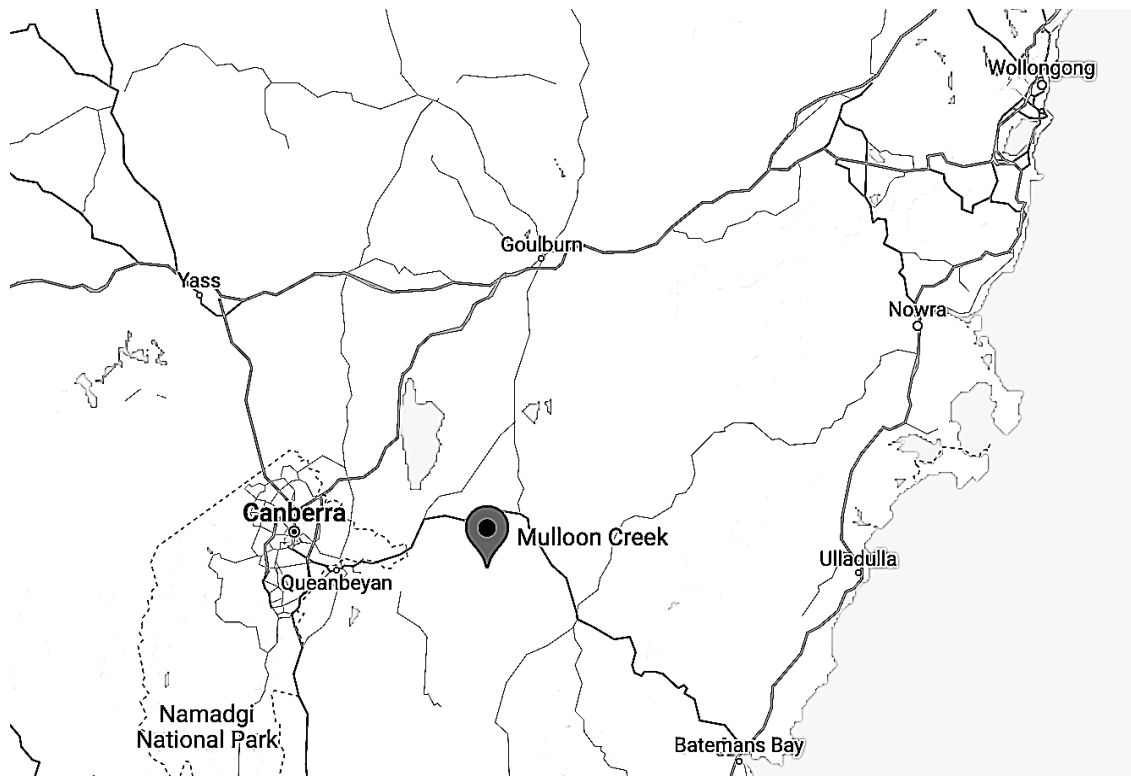 Wollongong
Goulburn
Yass
Nowra
Canberra
Mulloon Creek
Ulladulla
Queanbeyan
Namadgi
National Park
Batemans Bay